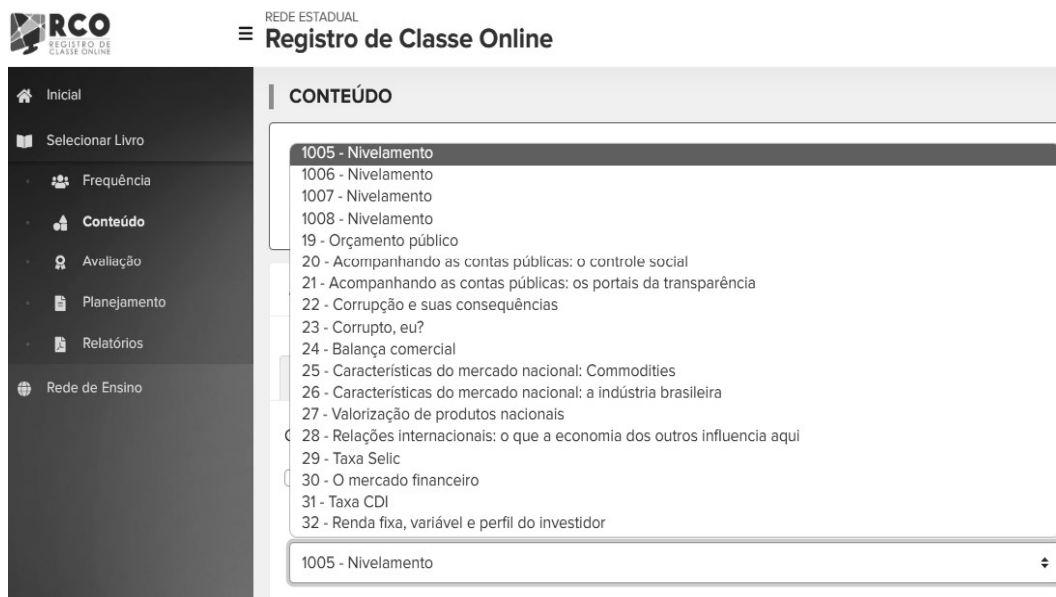 RCO
REGISTRO DE
CLASSE ONLINE
REDE ESTADUAL
Registro de Classe Online
Inicial
Selecionar Livro
Frequência
Conteúdo
Avaliação
Planejamento
Relatórios
Rede de Ensino
CONTEÚDO
1005 - Nivelamento
1006 - Nivelamento
1007 - Nivelamento
1008 - Nivelamento
19 - Orçamento público
20 - Acompanhando as contas públicas: o controle social
21 - Acompanhando as contas públicas: os portais da transparência
22 - Corrupção e suas consequências
23 - Corrupto, eu?
24 - Balança comercial
25 - Características do mercado nacional: Commodities
26 - Características do mercado nacional: a indústria brasileira
27 - Valorização de produtos nacionais
28 - Relações internacionais: o que a economia dos outros influencia aqui
29 - Taxa Selic
30 - O mercado financeiro
31 - Taxa CDI
32 - Renda fixa, variável e perfil do investidor
1005 - Nivelamento